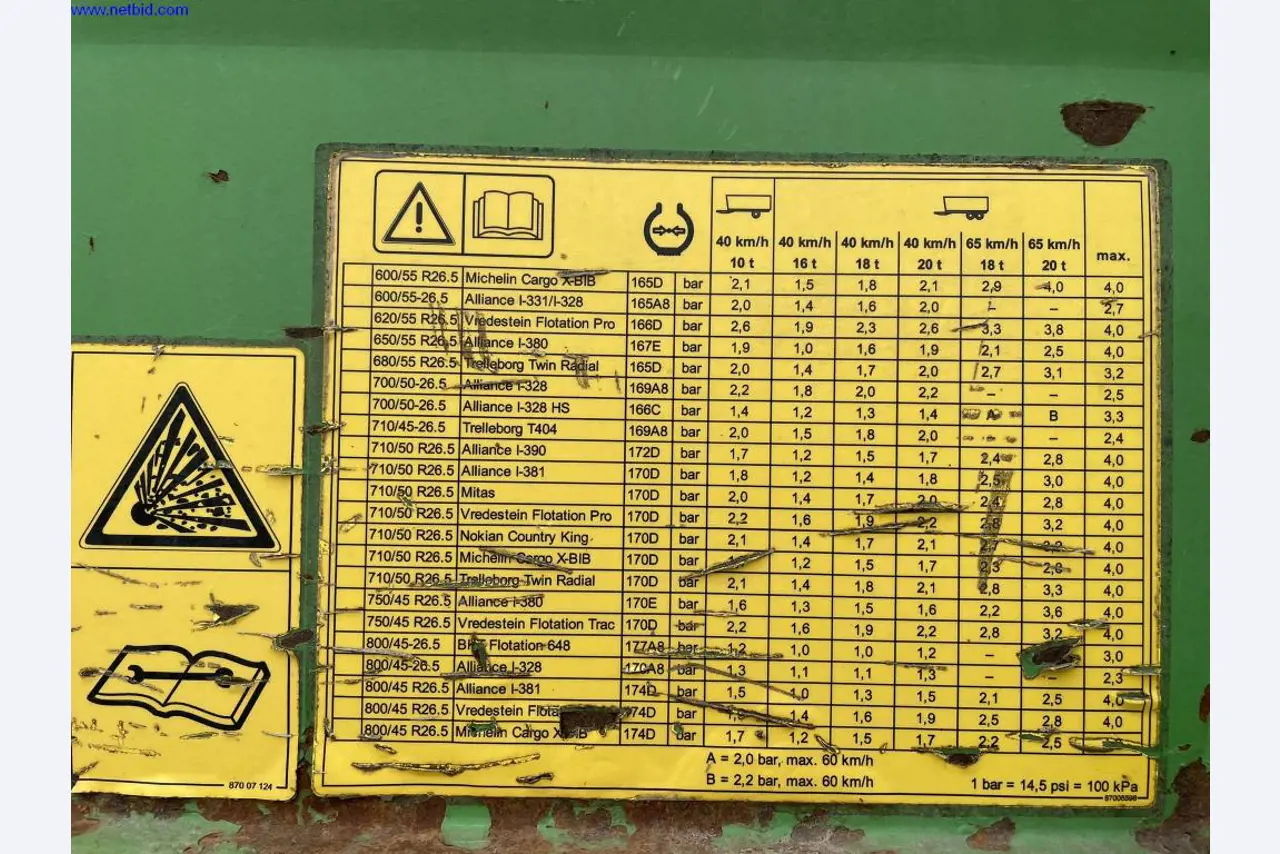 www.netbid.com
40 km/h 40 km/h 40 km/h 40 km/h 65 km/h 65 km/h max.
10 t 16 t 18 t 20 t 18 t 20 t
600/55 R26.5 Michelin Cargo X-BIB 165D bar 2,1 1,5 1,8 2,1 2,9 4,0 4,0
600/55-26.5 Alliance I-331/I-328 165A8 bar 2,0 1,4 1,6 2,0 – – 2,7
620/55 R26.5 Vredestein Flotation Pro 166D bar 2,6 1,9 2,3 2,6 3,3 3,8 4,0
650/55 R26.5 Alliance I-380 167E bar 1,9 1,0 1,6 1,9 2,1 2,5 4,0
680/55 R26.5 Trelleborg Twin Radial 165D bar 2,0 1,4 1,7 2,0 2,7 3,1 3,2
700/50-26.5 Alliance I-328 169A8 bar 2,2 1,8 2,0 2,2 – – 2,5
700/50-26.5 Alliance I-328 HS 166C bar 1,4 1,2 1,3 1,4 A B 3,3
710/45-26.5 Trelleborg T404 169A8 bar 2,0 1,5 1,8 2,0 – – 2,4
710/50 R26.5 Alliance I-390 172D bar 1,7 1,2 1,5 1,7 2,4 2,8 4,0
710/50 R26.5 Alliance I-381 170D bar 1,8 1,2 1,4 1,8 2,5 3,0 4,0
710/50 R26.5 Mitas 170D bar 2,0 1,4 1,7 2,0 2,4 2,8 4,0
710/50 R26.5 Vredestein Flotation Pro 170D bar 2,2 1,6 1,9 2,2 2,8 3,2 4,0
710/50 R26.5 Nokian Country King 170D bar 2,1 1,4 1,7 2,1 4,0
710/50 R26.5 Michelin Cargo X-BIB 170D bar 1,2 1,5 1,7 2,3 4,0
710/50 R26.5 Trelleborg Twin Radial 170D bar 2,1 1,4 1,8 2,1 2,8 3,3 4,0
750/45 R26.5 Alliance I-380 170E bar 1,6 1,3 1,5 1,6 2,2 3,6 4,0
750/45 R26.5 Vredestein Flotation Trac 170D bar 2,2 1,6 1,9 2,2 2,8 3,2 4,0
800/45-26.5 Flotation 648 177A8 bar 1,2 1,0 1,0 1,2 – 3,0
800/45-26.5 Alliance I-328 170A8 bar 1,3 1,1 1,1 1,3 – – 2,3
800/45 R26.5 Alliance I-381 174D bar 1,5 1,0 1,3 1,5 2,1 2,5 4,0
800/45 R26.5 Vredestein 174D bar 1,4 1,6 1,9 2,5 2,8 4,0
800/45 R26.5 Michelin Cargo X-BIB 174D bar 1,7 1,2 1,5 1,7 2,2 2,5
A = 2,0 bar, max. 60 km/h
B = 2,2 bar, max. 60 km/h
1 bar = 14,5 psi = 100 kPa
870 07 124